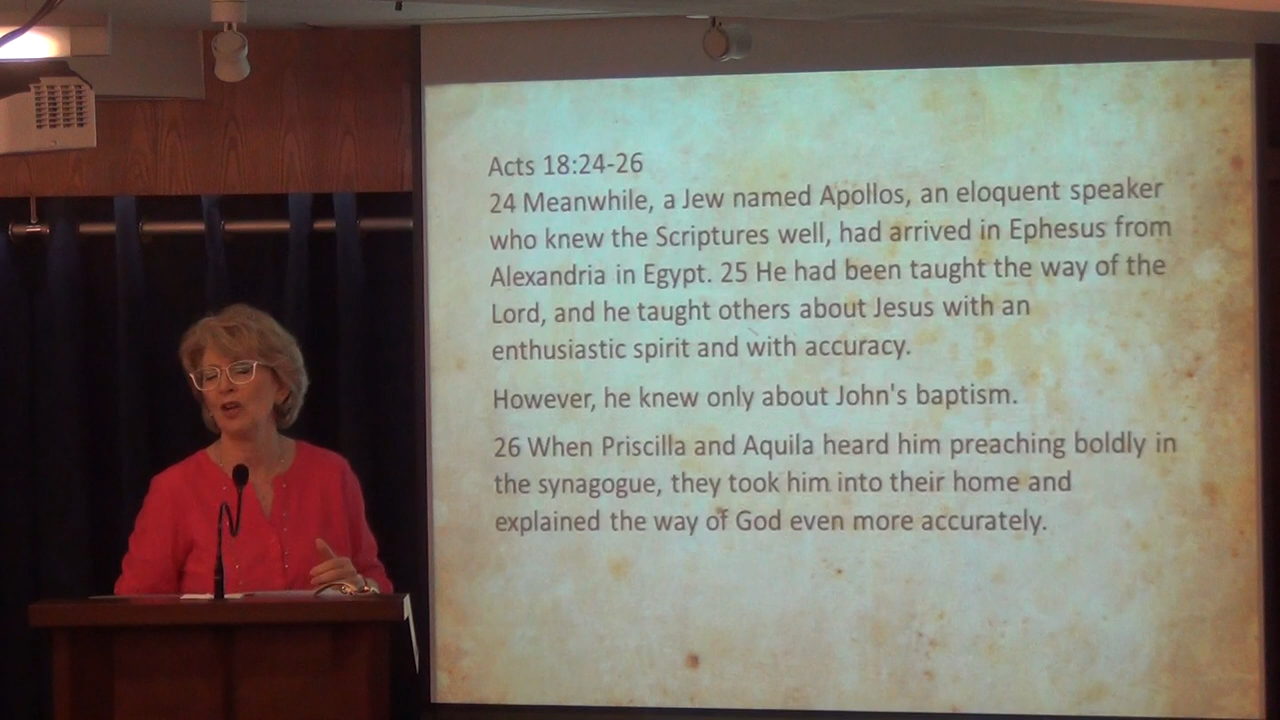 Acts 18:24-26
24 Meanwhile, a Jew named Apollos, an eloquent speaker
who knew the Scriptures well, had arrived in Ephesus from
Alexandria in Egypt. 25 He had been taught the way of the
Lord, and he taught others about Jesus with an
enthusiastic spirit and with accuracy.
However, he knew only about John's baptism.
26 When Priscilla and Aquila heard him preaching boldly in
the synagogue, they took him into their home and
explained the way of God even more accurately.